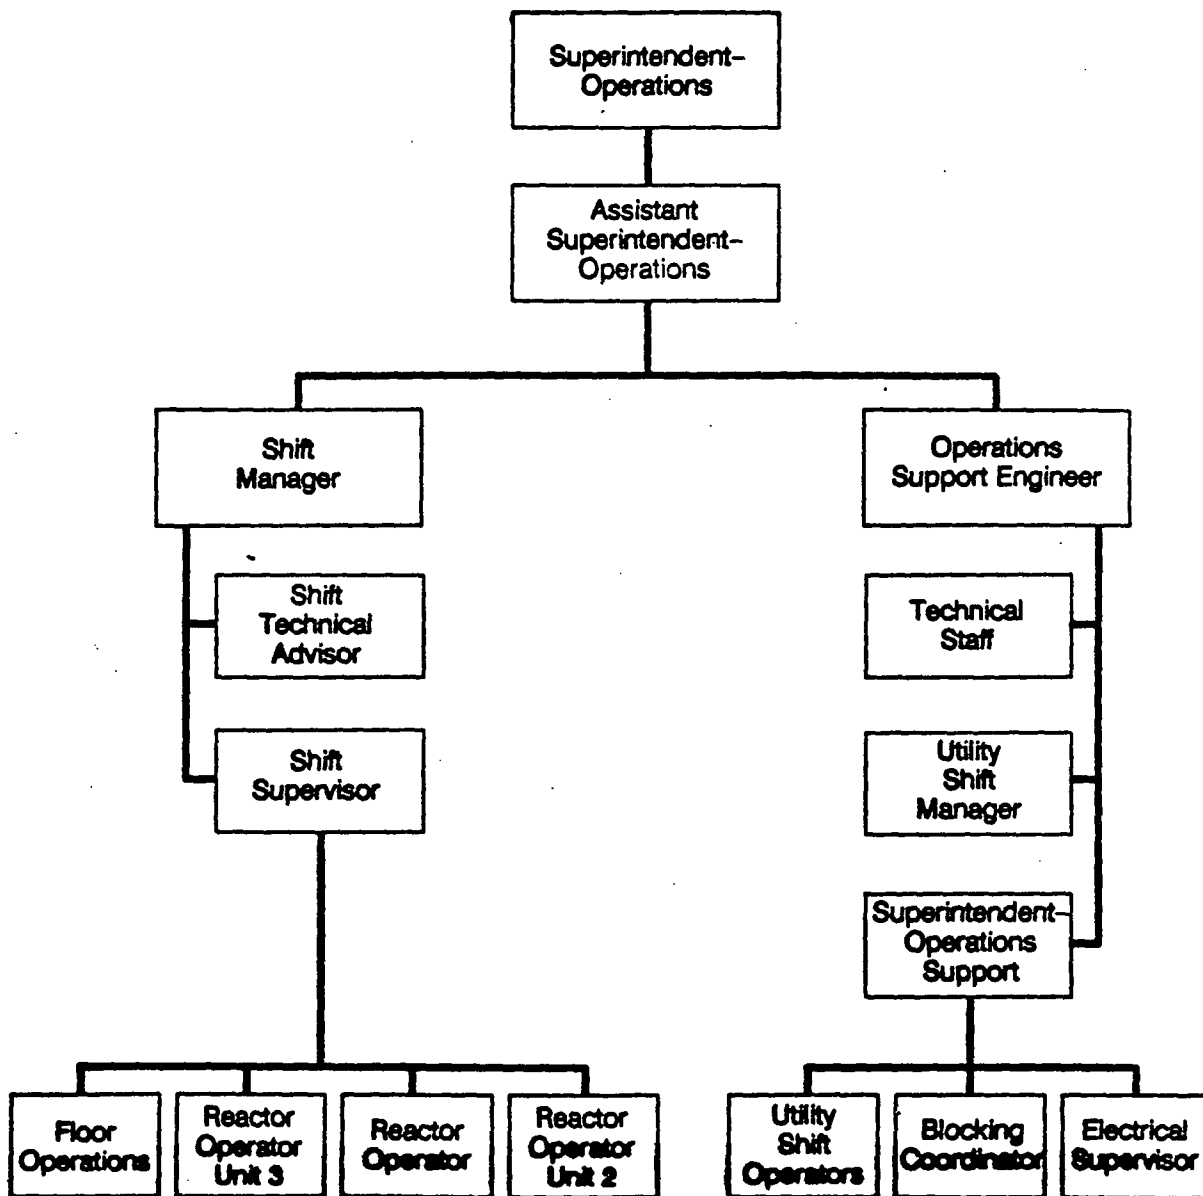 Superintendent-
Operations
Assistant
Superintendent-
Operations
Shift
Manager
Operations
Support Engineer
Shift
Technical
Advisor
Technical
Staff
Shift
Supervisor
Utility
Shift
Manager
Superintendent-
Operations
Support
Floor
Operations
Reactor
Operator
Unit 3
Reactor
Operator
Reactor
Operator
Unit 2
Utility
Shift
Operators
Blocking
Coordinator
Electrical
Supervisor